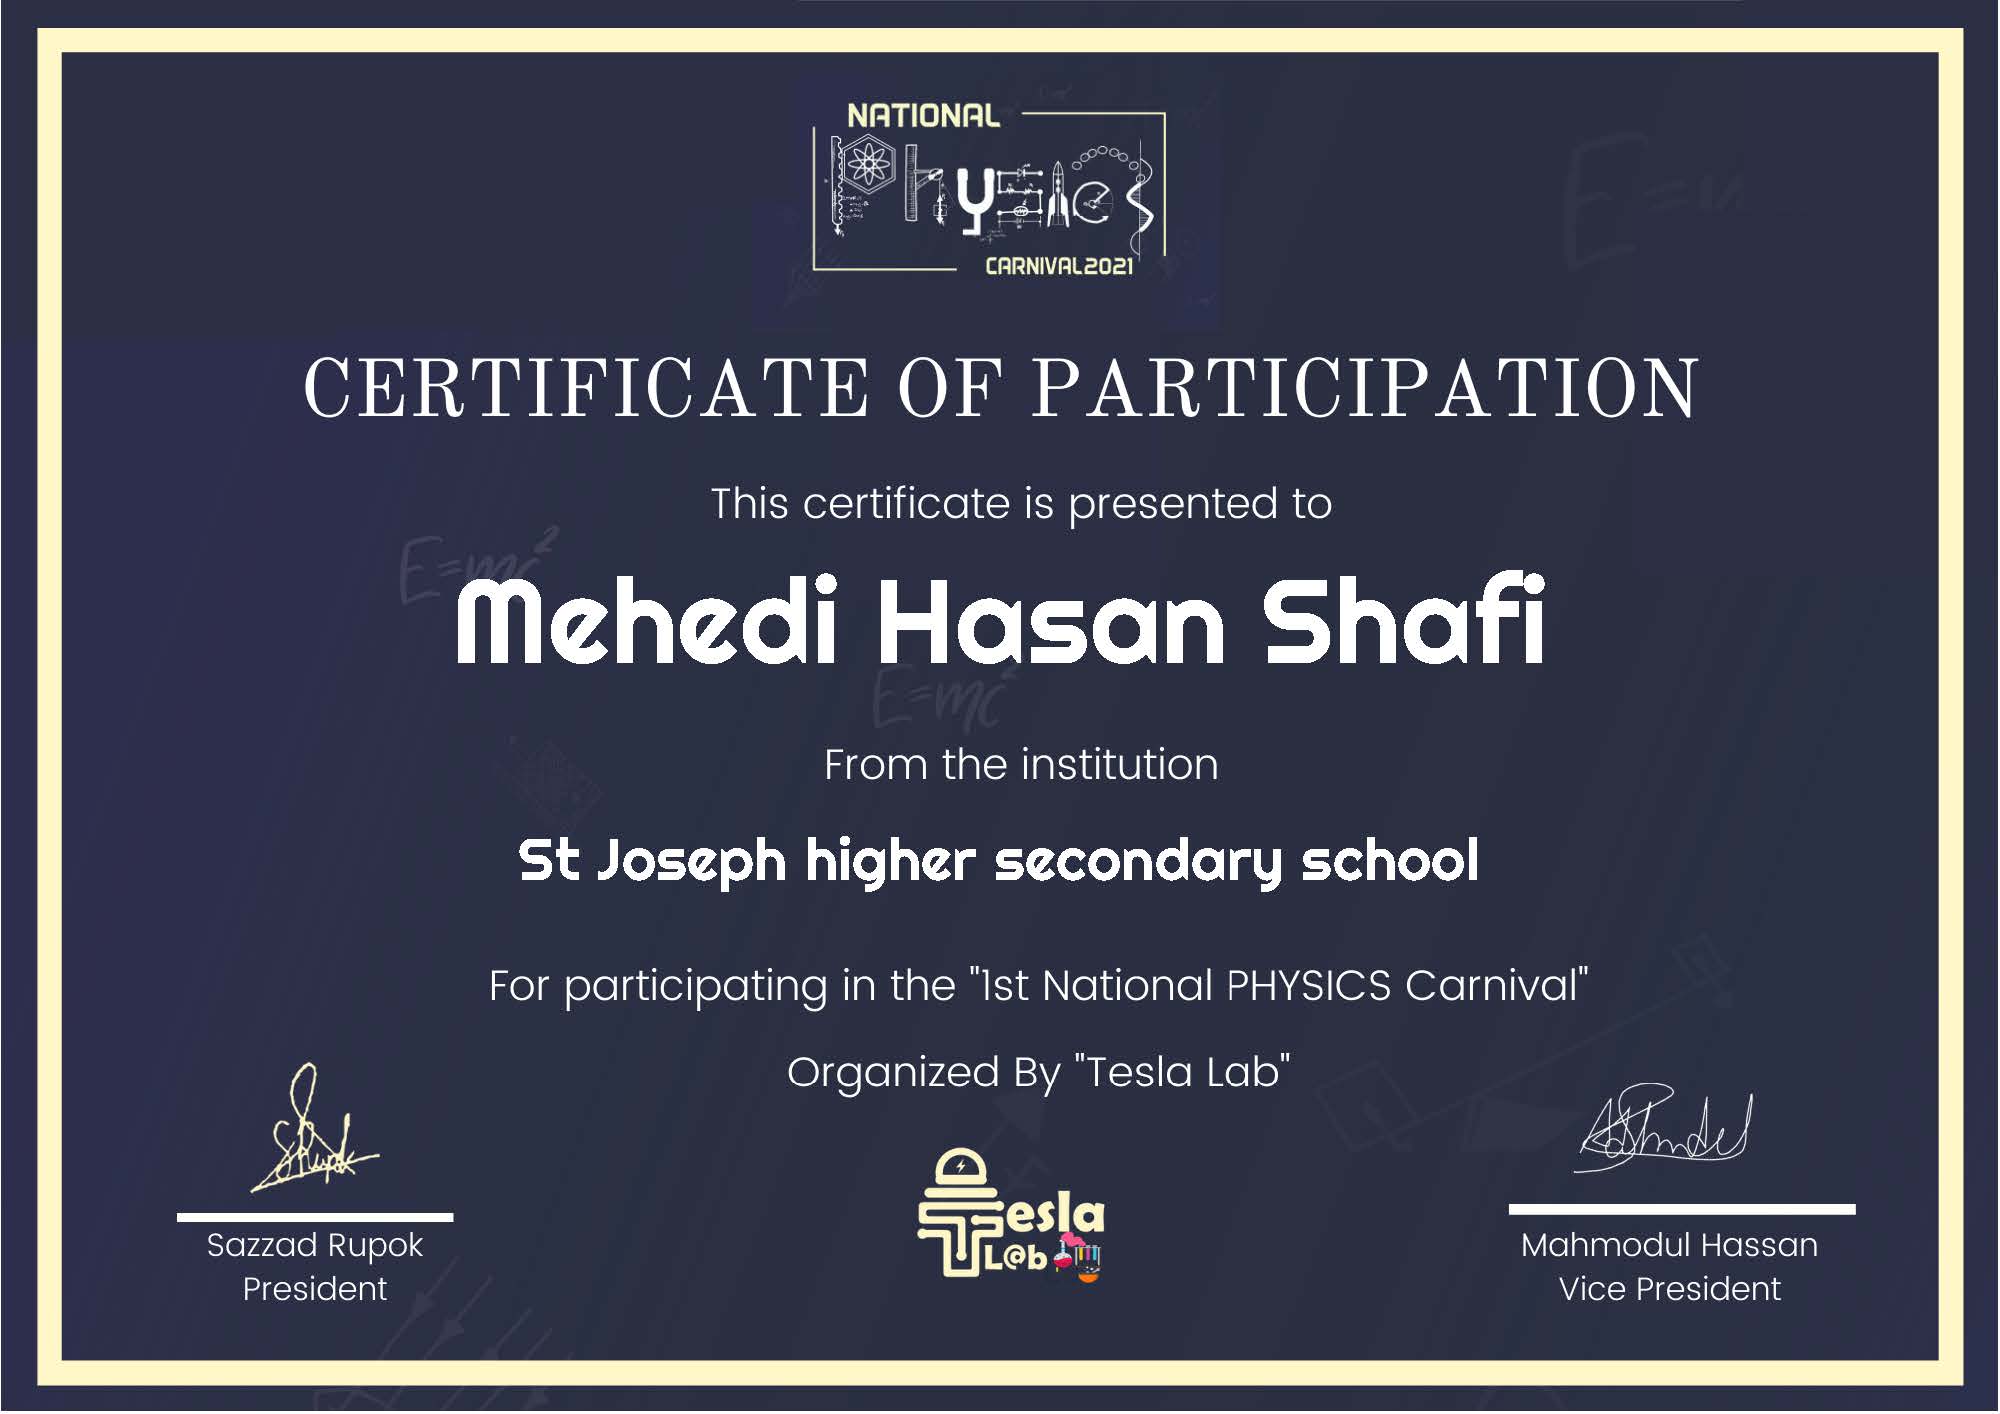 NATIONAL
Physics
CARNIVAL2021
CERTIFICATE OF PARTICIPATION
This certificate is presented to
E=mc²
Mehedi Hasan Shafi
E=mc²
From the institution
St Joseph higher secondary school
For participating in the "1st National PHYSICS Carnival"
Organized By "Tesla Lab"
Tesla
L@b
Sazzad Rupok
President
Mahmodul Hassan
Vice President